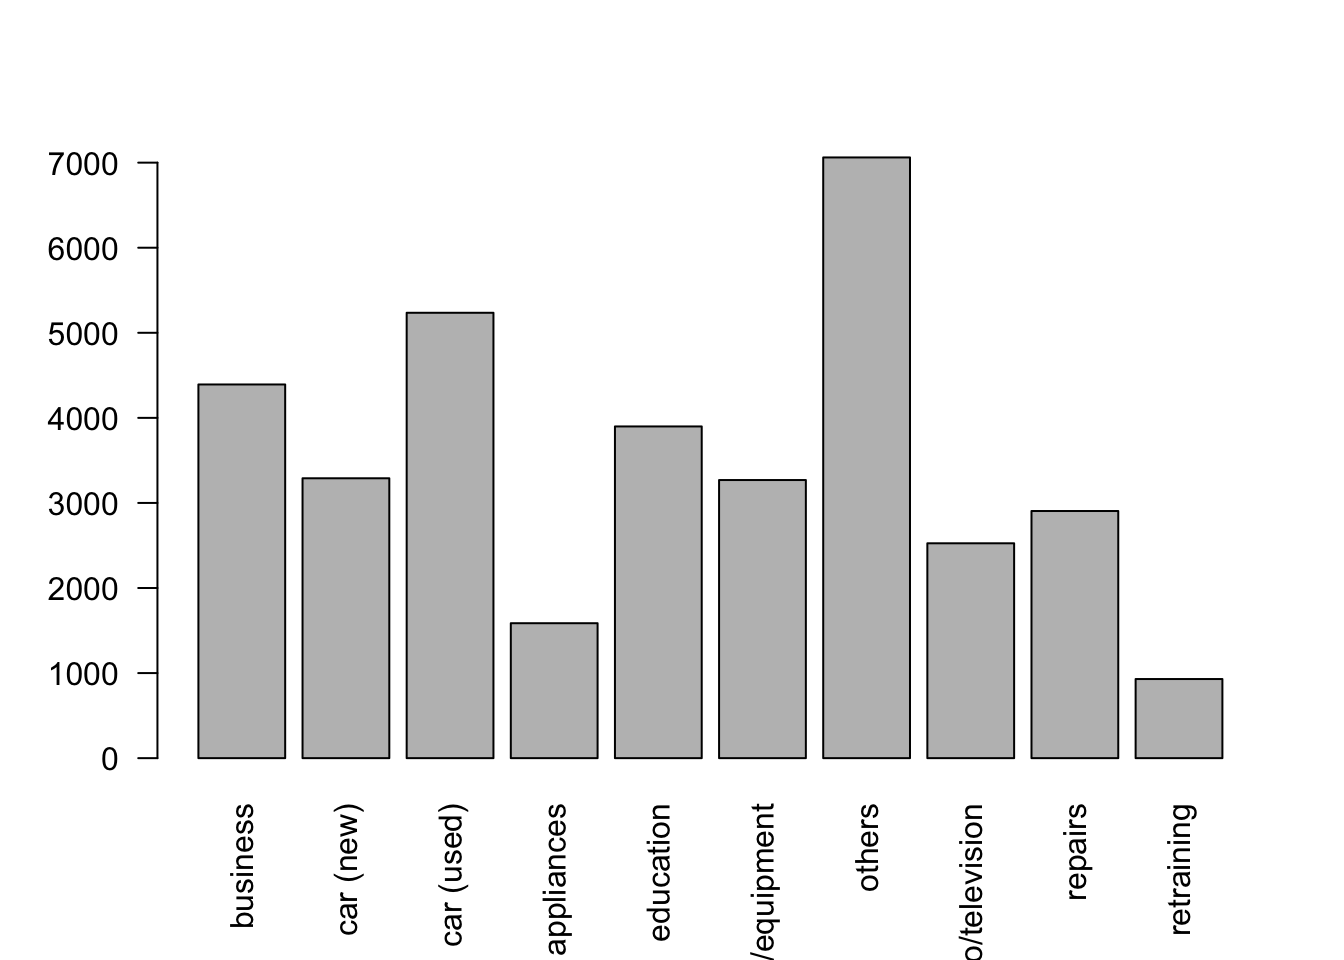 7000
6000
5000
4000
3000
2000
1000
0
business
car (new)
car (used)
appliances
education
/equipment
others
o/television
repairs
retraining